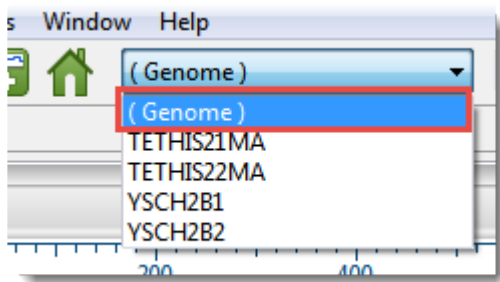 s Window Help
( Genome )
( Genome )
TETHIS21MA
TETHIS22MA
YSCH2B1
YSCH2B2
200 400